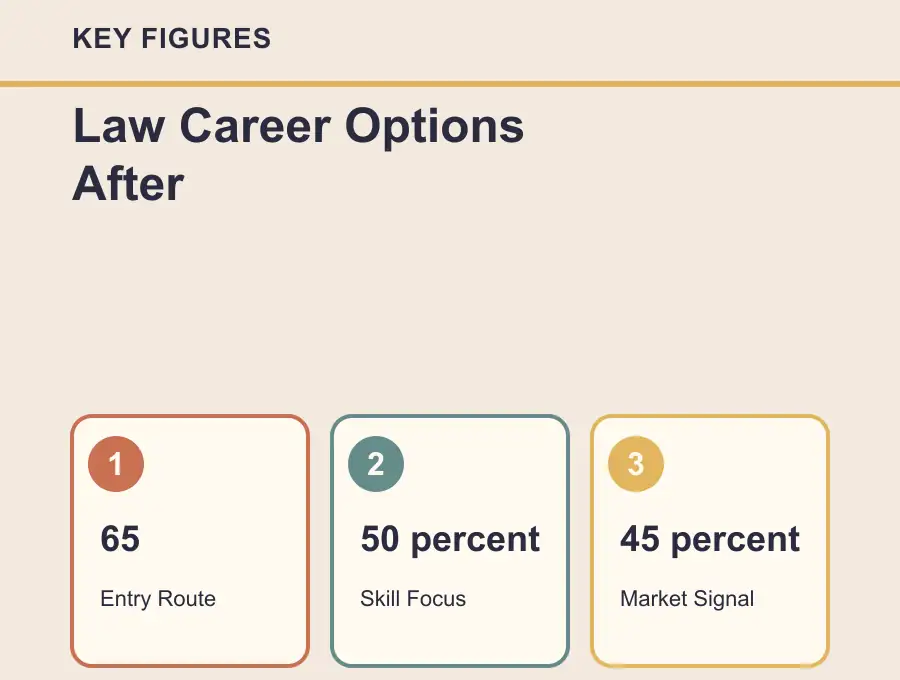 KEY FIGURES
Law Career Options
After
1
65
Entry Route
2
50 percent
Skill Focus
3
45 percent
Market Signal